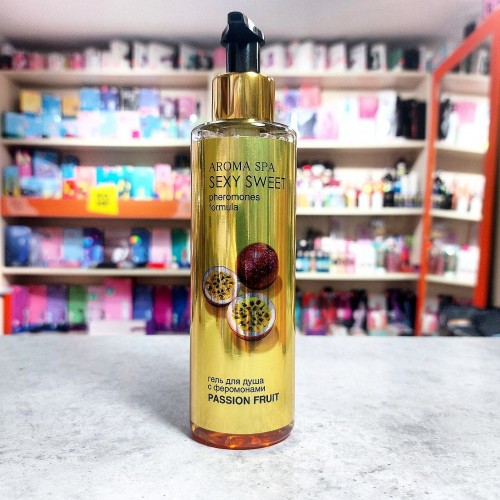 AROMA SPA
SEXY SWEET
pheromones
formula
гель для душа
с феромонами
PASSION FRUIT